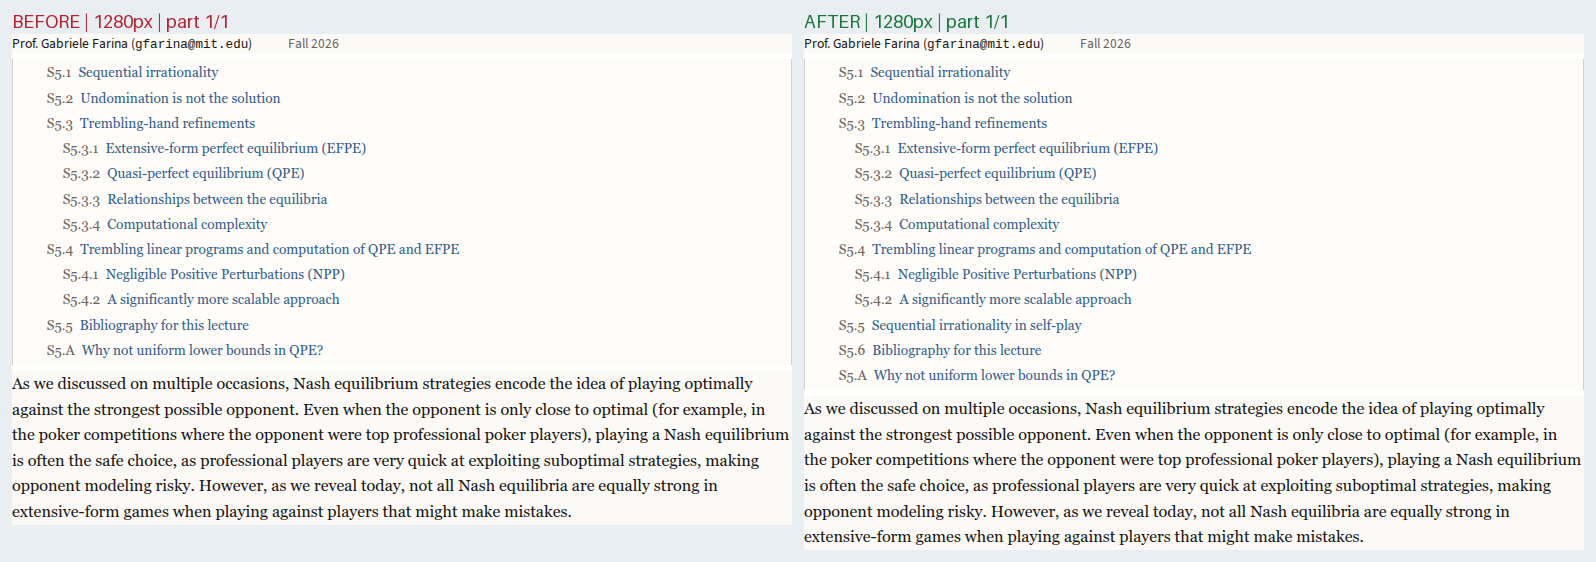 BEFORE | 1280px | part 1/1
Prof. Gabriele Farina (gfarina@mit.edu) Fall 2026
S5.1 Sequential irrationality
S5.2 Undomination is not the solution
S5.3 Trembling-hand refinements
S5.3.1 Extensive-form perfect equilibrium (EFPE)
S5.3.2 Quasi-perfect equilibrium (QPE)
S5.3.3 Relationships between the equilibria
S5.3.4 Computational complexity
S5.4 Trembling linear programs and computation of QPE and EFPE
S5.4.1 Negligible Positive Perturbations (NPP)
S5.4.2 A significantly more scalable approach
S5.5 Bibliography for this lecture
S5.A Why not uniform lower bounds in QPE?
As we discussed on multiple occasions, Nash equilibrium strategies encode the idea of playing optimally
against the strongest possible opponent. Even when the opponent is only close to optimal (for example, in
the poker competitions where the opponent were top professional poker players), playing a Nash equilibrium
is often the safe choice, as professional players are very quick at exploiting suboptimal strategies, making
opponent modeling risky. However, as we reveal today, not all Nash equilibria are equally strong in
extensive-form games when playing against players that might make mistakes.
AFTER | 1280px | part 1/1
Prof. Gabriele Farina (gfarina@mit.edu) Fall 2026
S5.1 Sequential irrationality
S5.2 Undomination is not the solution
S5.3 Trembling-hand refinements
S5.3.1 Extensive-form perfect equilibrium (EFPE)
S5.3.2 Quasi-perfect equilibrium (QPE)
S5.3.3 Relationships between the equilibria
S5.3.4 Computational complexity
S5.4 Trembling linear programs and computation of QPE and EFPE
S5.4.1 Negligible Positive Perturbations (NPP)
S5.4.2 A significantly more scalable approach
S5.5 Sequential irrationality in self-play
S5.6 Bibliography for this lecture
S5.A Why not uniform lower bounds in QPE?
As we discussed on multiple occasions, Nash equilibrium strategies encode the idea of playing optimally
against the strongest possible opponent. Even when the opponent is only close to optimal (for example, in
the poker competitions where the opponent were top professional poker players), playing a Nash equilibrium
is often the safe choice, as professional players are very quick at exploiting suboptimal strategies, making
opponent modeling risky. However, as we reveal today, not all Nash equilibria are equally strong in
extensive-form games when playing against players that might make mistakes.